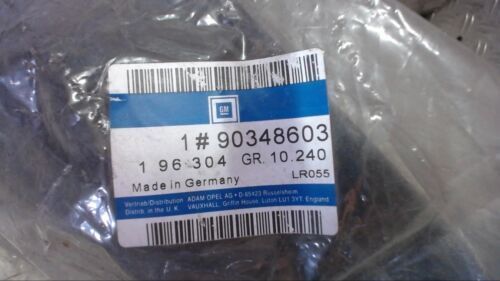 GM
1 # 90348603
1 96 304 GR. 10.240
Made in Germany LR055
Vertrieb/Distribution ADAM OPEL AG • D-65423 Rüsselsheim
Distrib. in the U. K. VAUXHALL, Griffin House, Luton LU1 3YT, England